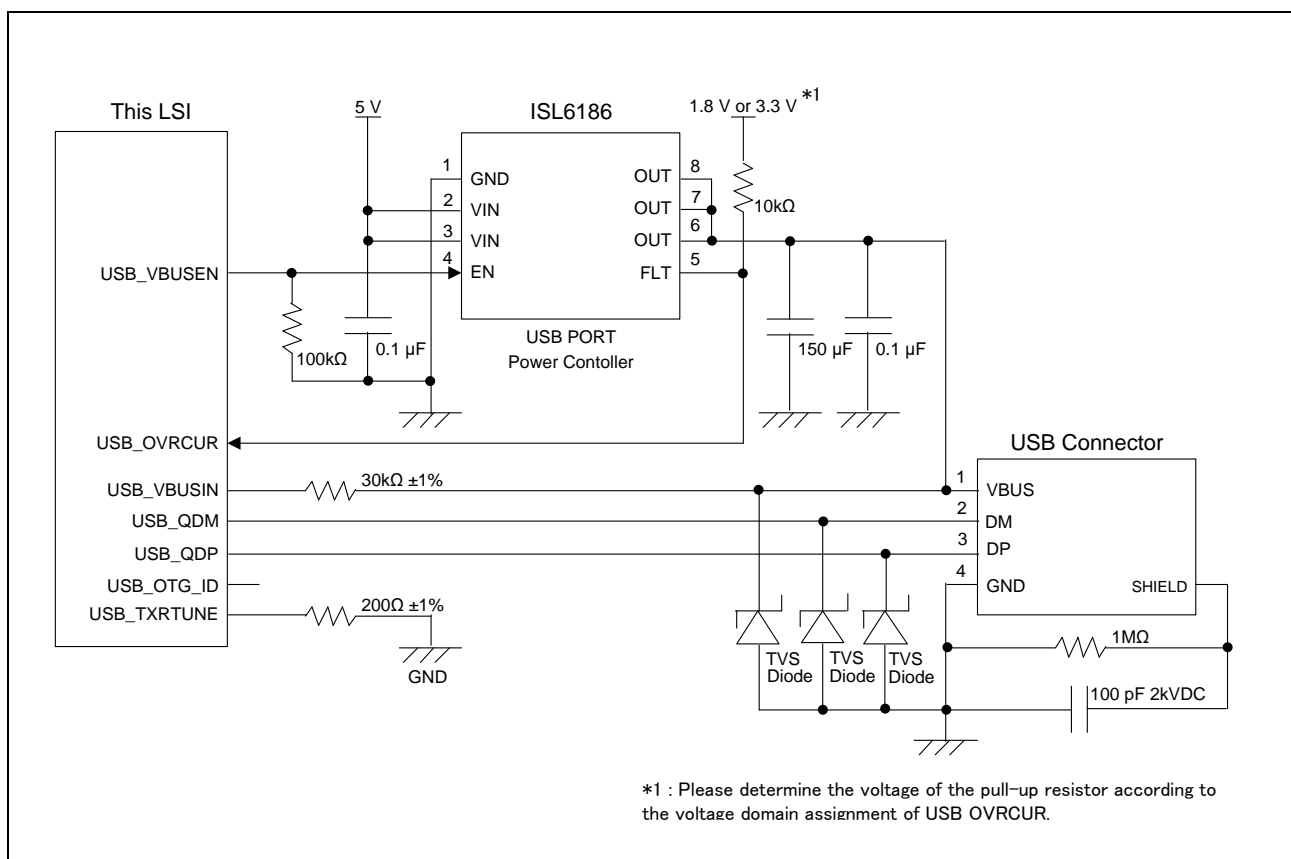 This LSI
5 V
ISL6186
1.8 V or 3.3 V *1
1
GND
OUT
8
2
VIN
OUT
7
10kΩ
3
VIN
OUT
6
USB_VBUSEN
4
EN
FLT
5
100kΩ
0.1 µF
USB PORT
Power Contoller
150 µF
0.1 µF
USB_OVRCUR
USB Connector
USB_VBUSIN
30kΩ ±1%
1
VBUS
USB_QDM
2
DM
USB_QDP
3
DP
USB_OTG_ID
4
GND
SHIELD
USB_TXRTUNE
200Ω ±1%
GND
TVS
Diode
TVS
Diode
TVS
Diode
1MΩ
100 pF 2kVDC
*1 : Please determine the voltage of the pull-up resistor according to
the voltage domain assignment of USB OVRCUR.